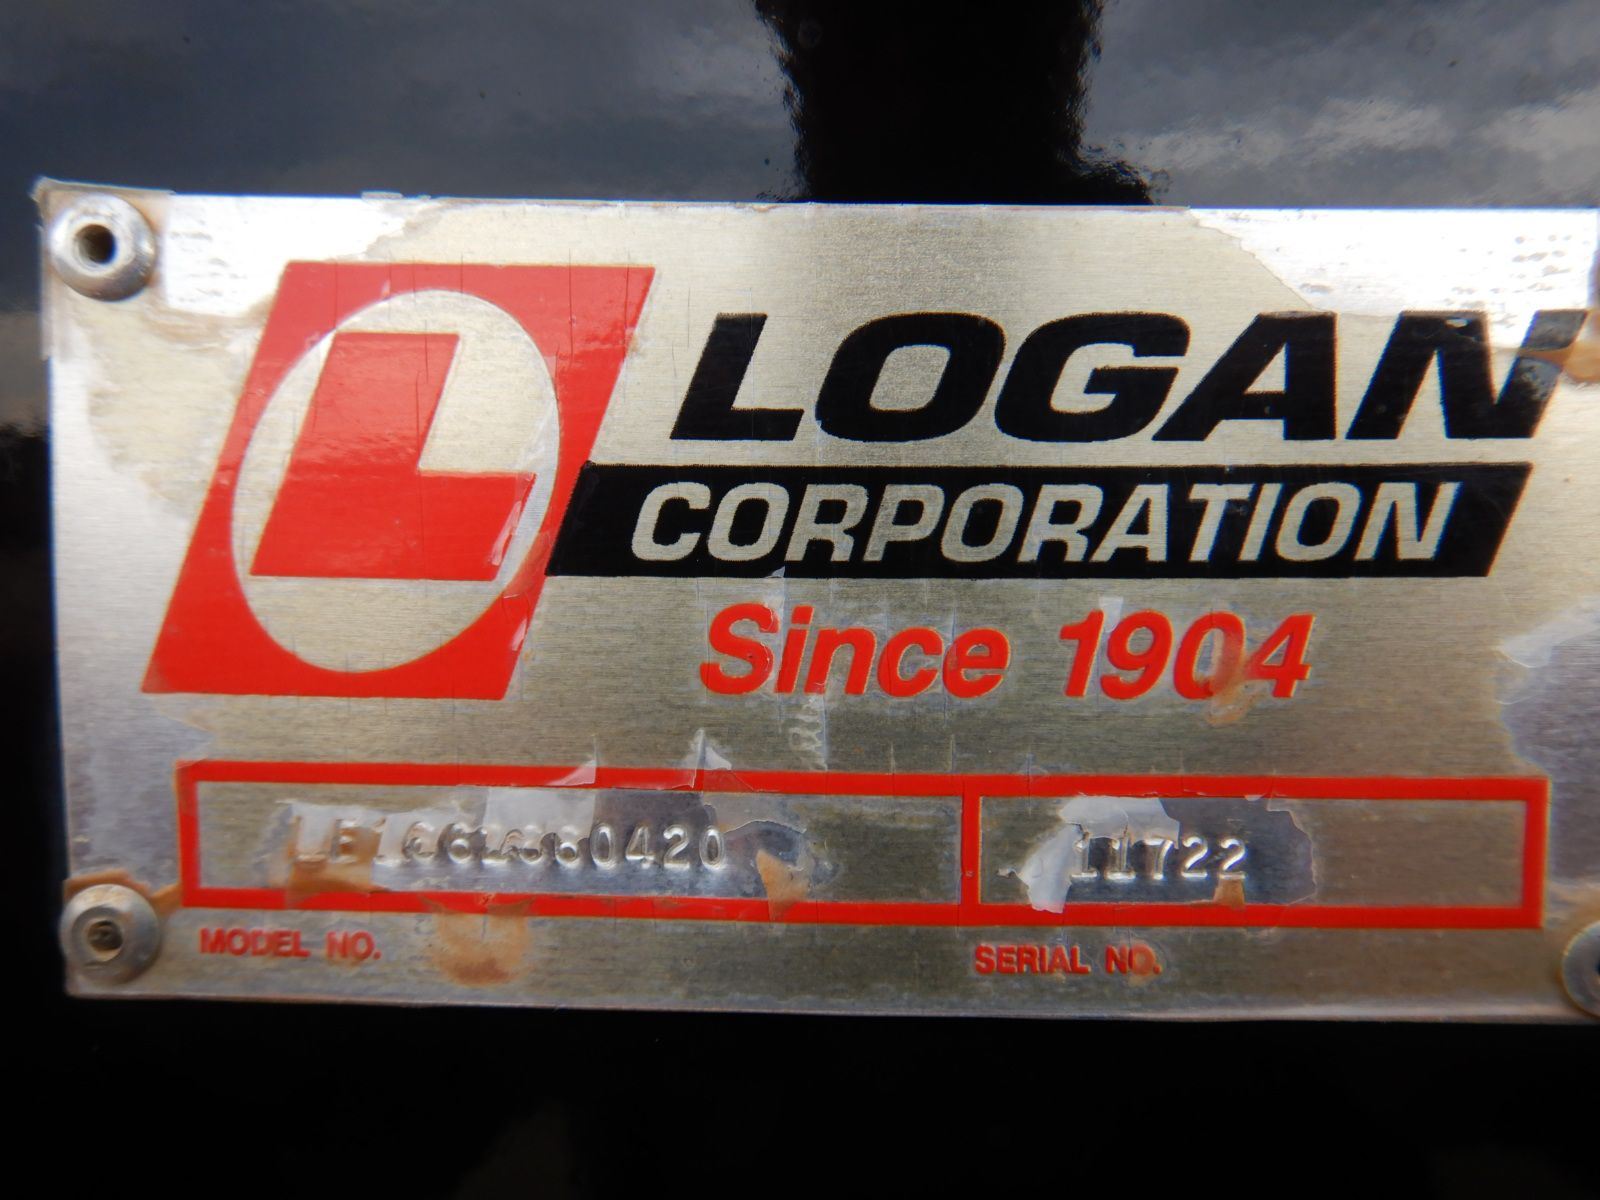 LOGAN
CORPORATION
Since 1904
11722
MODEL NO.
SERIAL NO.